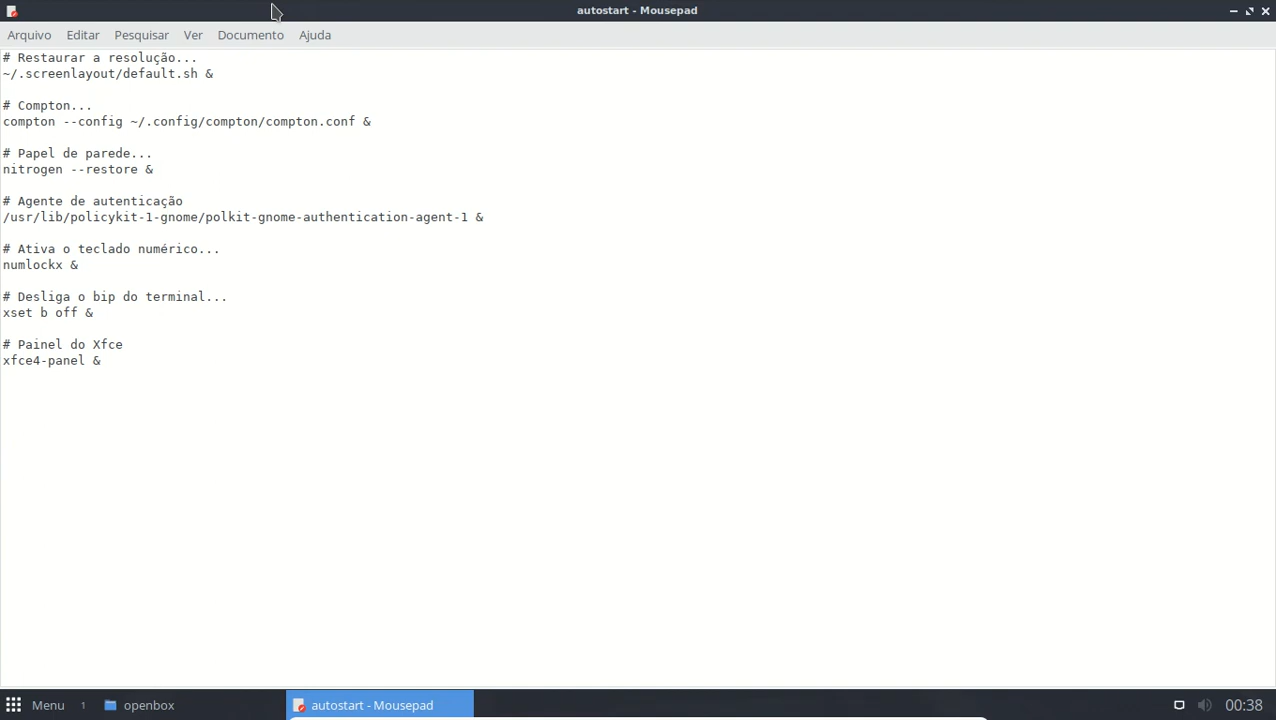 autostart - Mousepad
Arquivo Editar Pesquisar Ver Documento Ajuda
# Restaurar a resolução...
~/.screenlayout/default.sh &
# Compton...
compton --config ~/.config/compton/compton.conf &
# Papel de parede...
nitrogen --restore &
# Agente de autenticação
/usr/lib/policykit-1-gnome/polkit-gnome-authentication-agent-1 &
# Ativa o teclado numérico...
numlockx &
# Desliga o bip do terminal...
xset b off &
# Painel do Xfce
xfce4-panel &
Menu 1 openbox autostart - Mousepad 00:38